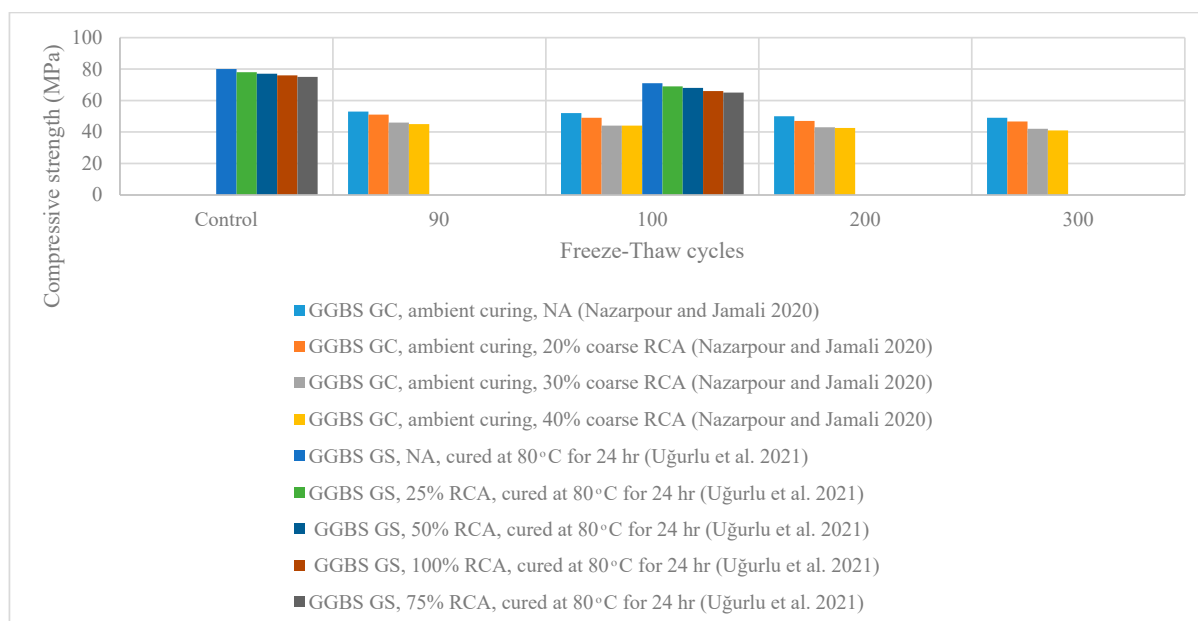 100
80
60
40
20
0
Compressive strength (MPa)
Control 90 100 200 300
Freeze-Thaw cycles
GGBS GC, ambient curing, NA (Nazarpour and Jamali 2020)
GGBS GC, ambient curing, 20% coarse RCA (Nazarpour and Jamali 2020)
GGBS GC, ambient curing, 30% coarse RCA (Nazarpour and Jamali 2020)
GGBS GC, ambient curing, 40% coarse RCA (Nazarpour and Jamali 2020)
GGBS GS, NA, cured at 80°C for 24 hr (Uğurlu et al. 2021)
GGBS GS, 25% RCA, cured at 80°C for 24 hr (Uğurlu et al. 2021)
GGBS GS, 50% RCA, cured at 80°C for 24 hr (Uğurlu et al. 2021)
GGBS GS, 100% RCA, cured at 80°C for 24 hr (Uğurlu et al. 2021)
GGBS GS, 75% RCA, cured at 80°C for 24 hr (Uğurlu et al. 2021)